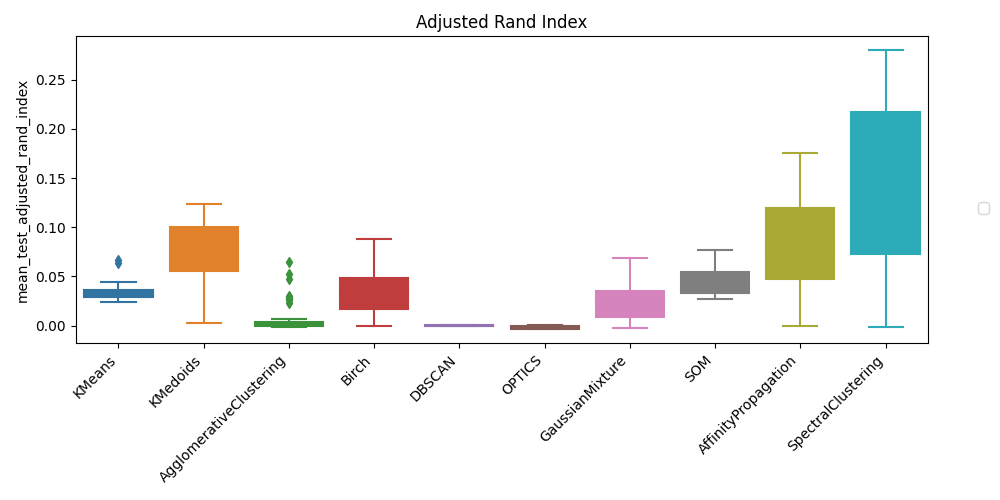 Adjusted Rand Index
mean_test_adjusted_rand_index
0.25
0.20
0.15
0.10
0.05
0.00
KMeans
KMedoids
AgglomerativeClustering
Birch
DBSCAN
OPTICS
GaussianMixture
SOM
AffinityPropagation
SpectralClustering